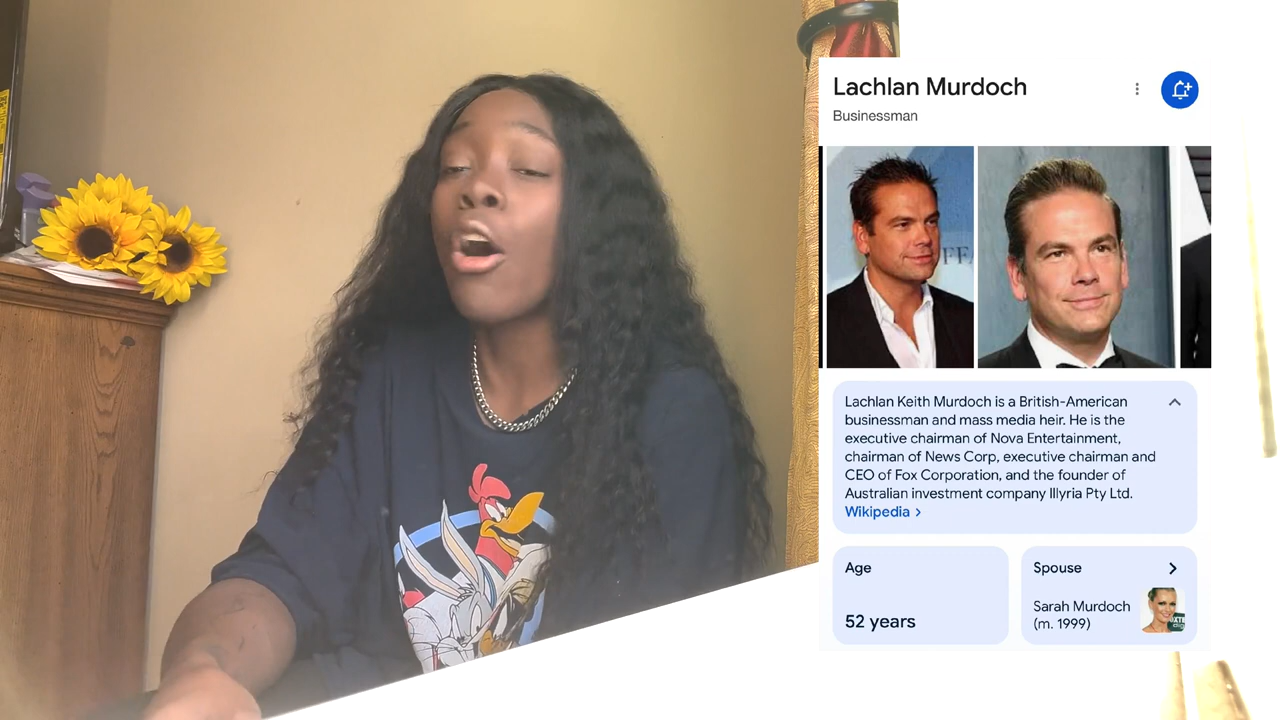 Lachlan Murdoch
Businessman
Lachlan Keith Murdoch is a British-American
businessman and mass media heir. He is the
executive chairman of Nova Entertainment,
chairman of News Corp, executive chairman and
CEO of Fox Corporation, and the founder of
Australian investment company Illyria Pty Ltd.
Wikipedia >
Age
52 years
Spouse
Sarah Murdoch
(m. 1999)